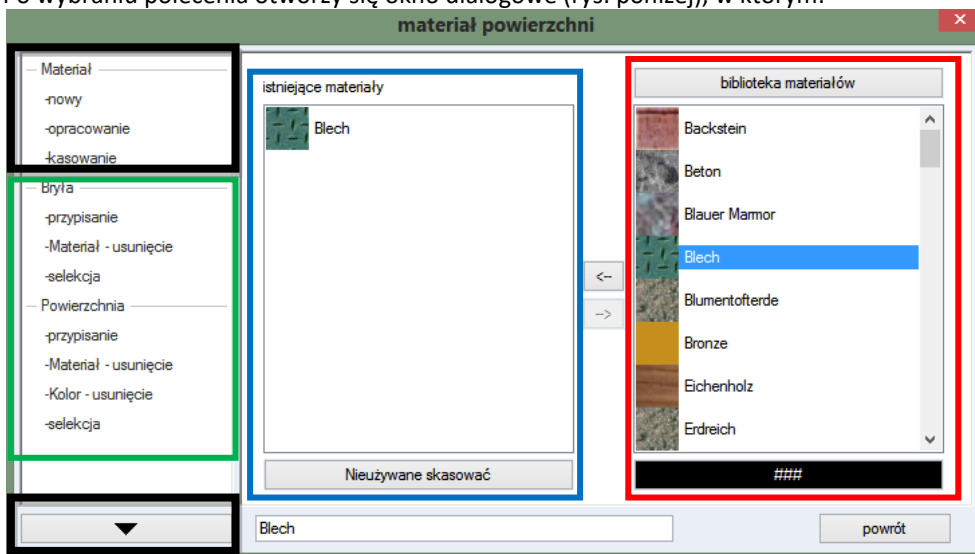 Po wybraniu polecenia otworzy się okno dialogowe (rys. poniżej), w którym:
materiał powierzchni
Materiał
-nowy
-opracowanie
-kasowanie
Bryła
-przypisanie
-Materiał - usunięcie
-selekcja
Powierzchnia
-przypisanie
-Materiał - usunięcie
-Kolor - usunięcie
-selekcja
istniejące materiały
Blech
Nieużywane skasować
<--
-->
biblioteka materiałów
Backstein
Beton
Blauer Marmor
Blech
Blumentofterde
Bronze
Eichenholz
Erdreich
###
Blech
powrót